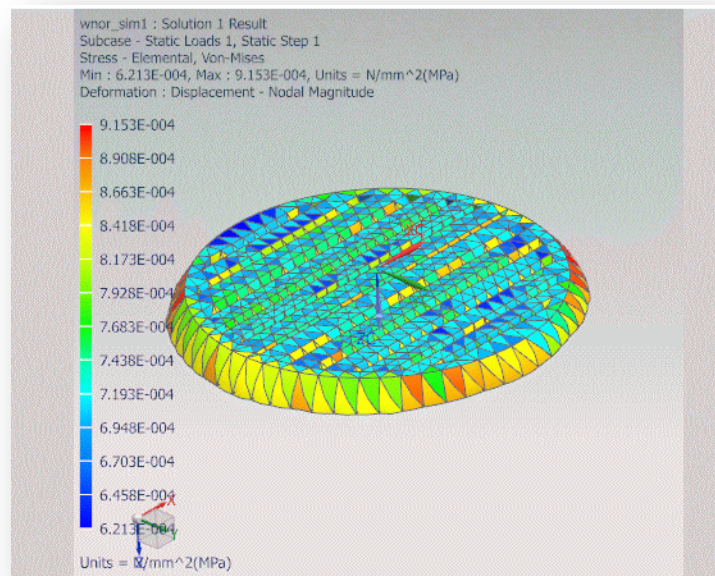 wnor_sim1 : Solution 1 Result
Subcase - Static Loads 1, Static Step 1
Stress - Elemental, Von-Mises
Min : 6.213E-004, Max : 9.153E-004, Units = N/mm^2(MPa)
Deformation : Displacement - Nodal Magnitude
9.153E-004
8.908E-004
8.663E-004
8.418E-004
8.173E-004
7.928E-004
7.683E-004
7.438E-004
7.193E-004
6.948E-004
6.703E-004
6.458E-004
6.213E-004
XC
ZC
X
Y
Units = N/mm^2(MPa)